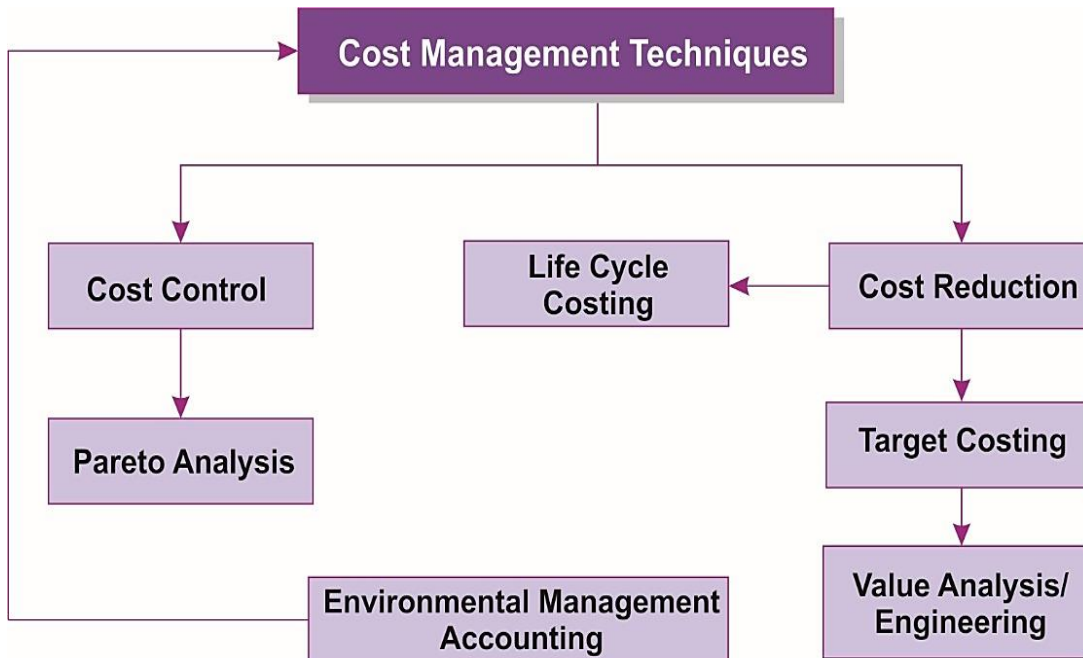 Cost Management Techniques
Cost Control
Life Cycle
Costing
Cost Reduction
Pareto Analysis
Target Costing
Environmental Management
Accounting
Value Analysis/
Engineering